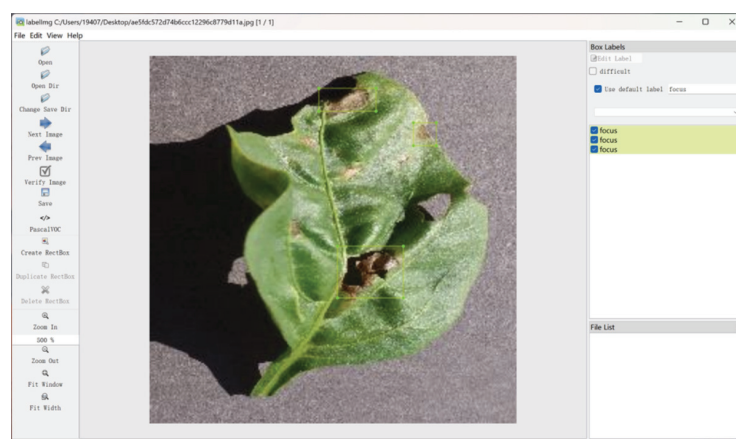 labelImg C:/Users/19407/Desktop/ae5fdc572d74b6ccc12296c8779d11a.jpg [1 / 1]
File Edit View Help
Open
Open Dir
Change Save Dir
Next Image
Prev Image
Verify Image
Save
</>
PascalVOC
Create RectBox
Duplicate RectBox
Delete RectBox
Zoom In
300 %
Zoom Out
Fit Window
Fit Width
Box Labels
Edit Label
difficult
Use default label focus
focus
focus
focus
File List